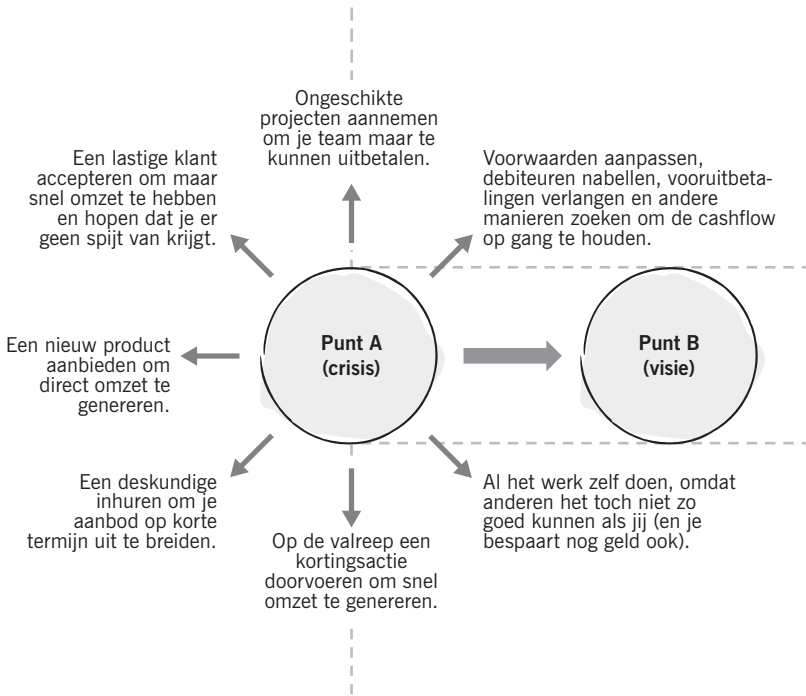 Ongeschikte
projecten aannemen
om je team maar te
kunnen uitbetalen.
Een lastige klant
accepteren om maar
snel omzet te hebben
en hopen dat je er
geen spijt van krijgt.
Voorwaarden aanpassen,
debiteuren nabellen, vooruitbeta-
lingen verlangen en andere
manieren zoeken om de cashflow
op gang te houden.
Een nieuw product
aanbieden om
direct omzet te
genereren.
Punt A
(crisis)
Punt B
(visie)
Een deskundige
inhuren om je
aanbod op korte
termijn uit te breiden.
Op de valreep een
kortingsactie
doorvoeren om snel
omzet te genereren.
Al het werk zelf doen, omdat
anderen het toch niet zo
goed kunnen als jij (en je
bespaart nog geld ook).